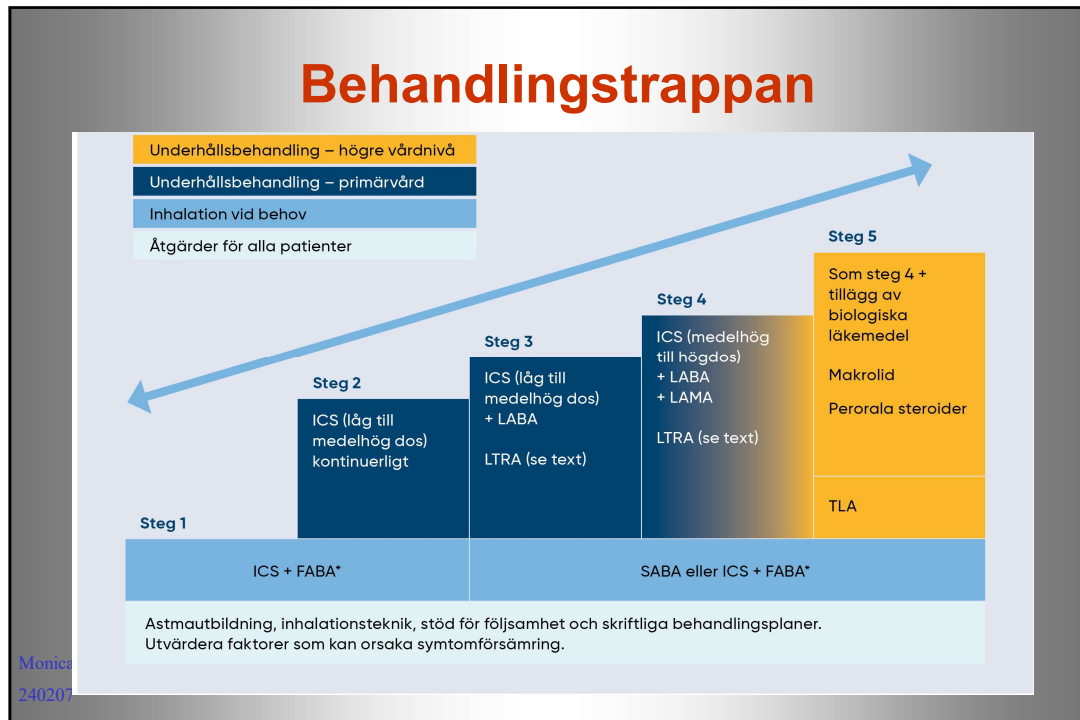 Behandlingstrappan
Underhållsbehandling – högre vårdnivå
Underhållsbehandling – primärvård
Inhalation vid behov
Åtgärder för alla patienter
Steg 1
Steg 2
ICS (låg till
medelhög dos)
kontinuerligt
Steg 3
ICS (låg till
medelhög dos)
+ LABA
LTRA (se text)
Steg 4
ICS (medelhög
till högdos)
+ LABA
+ LAMA
LTRA (se text)
Steg 5
Som steg 4 +
tillägg av
biologiska
läkemedel
Makrolid
Perorala steroider
TLA
ICS + FABA*
SABA eller ICS + FABA*
Astmautbildning, inhalationsteknik, stöd för följsamhet och skriftliga behandlingsplaner.
Utvärdera faktorer som kan orsaka symtomförsämring.
Monica
240207